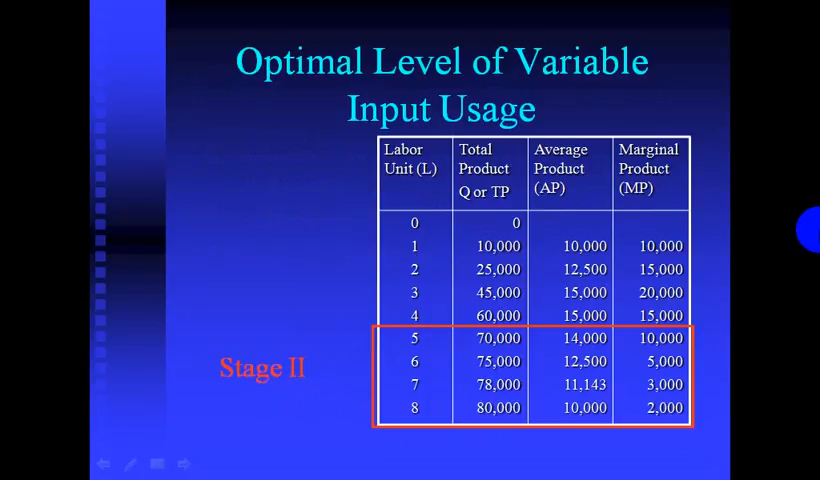 Optimal Level of Variable
Input Usage
Labor Total Average Marginal
Unit (L) Product Product Product
Q or TP (AP) (MP)
0 0
1 10,000 10,000 10,000
2 25,000 12,500 15,000
3 45,000 15,000 20,000
4 60,000 15,000 15,000
5 70,000 14,000 10,000
6 75,000 12,500 5,000
7 78,000 11,143 3,000
8 80,000 10,000 2,000
Stage II